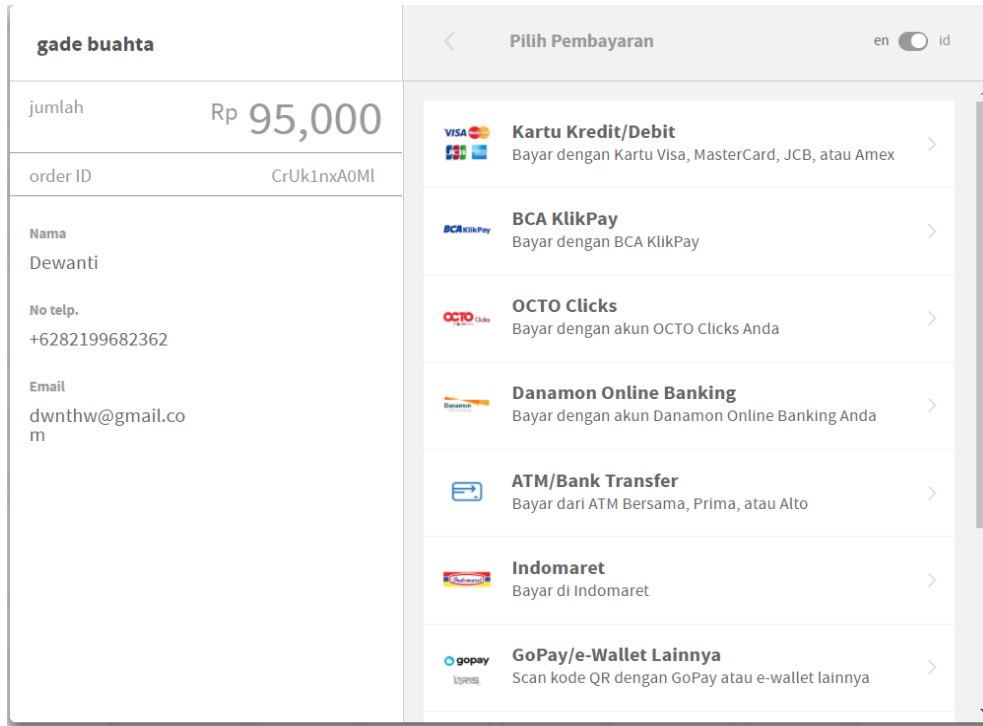 gade buahta
jumlah
Rp 95,000
order ID
CrUk1nxA0Ml
Nama
Dewanti
No telp.
+6282199682362
Email
dwnthw@gmail.co
m
Pilih Pembayaran
en
id
VISA MasterCard
JCB
Kartu Kredit/Debit
Bayar dengan Kartu Visa, MasterCard, JCB, atau Amex
BCA KlikPay
BCA KlikPay
Bayar dengan BCA KlikPay
OCTO Clicks
OCTO Clicks
Bayar dengan akun OCTO Clicks Anda
Danamon
Danamon Online Banking
Bayar dengan akun Danamon Online Banking Anda
ATM/Bank Transfer
Bayar dari ATM Bersama, Prima, atau Alto
Indomaret
Indomaret
Bayar di Indomaret
gopay
QRIS
GoPay/e-Wallet Lainnya
Scan kode QR dengan GoPay atau e-wallet lainnya